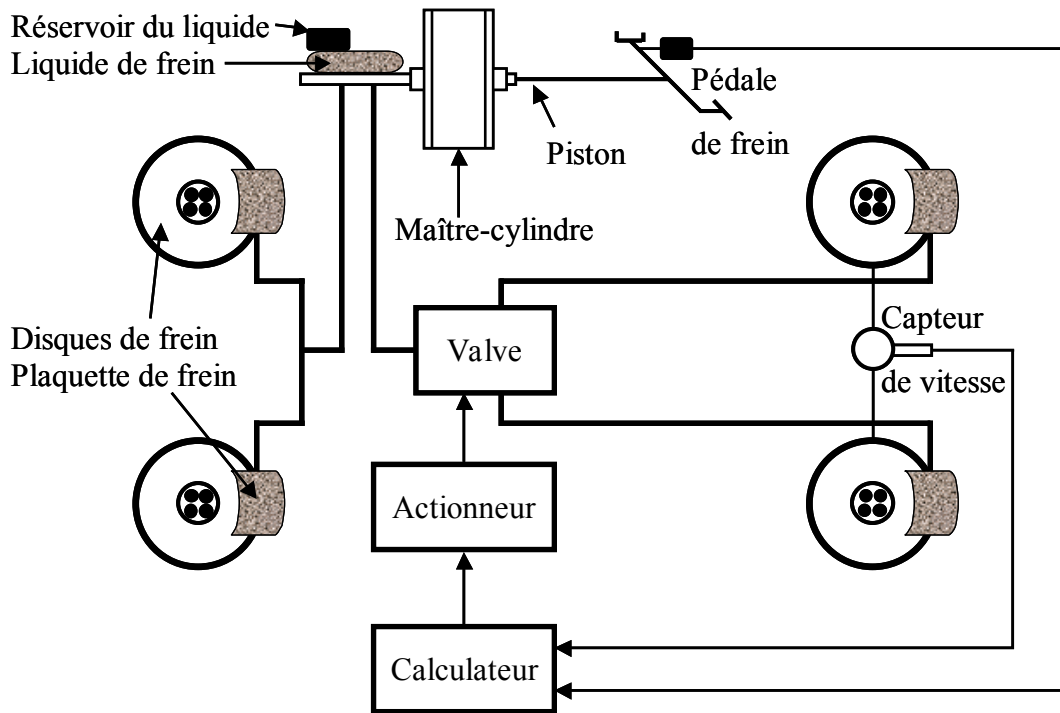 Réservoir du liquide
Liquide de frein
Pédale
de frein
Piston
Maître-cylindre
Disques de frein
Plaquette de frein
Valve
Capteur
de vitesse
Actionneur
Calculateur